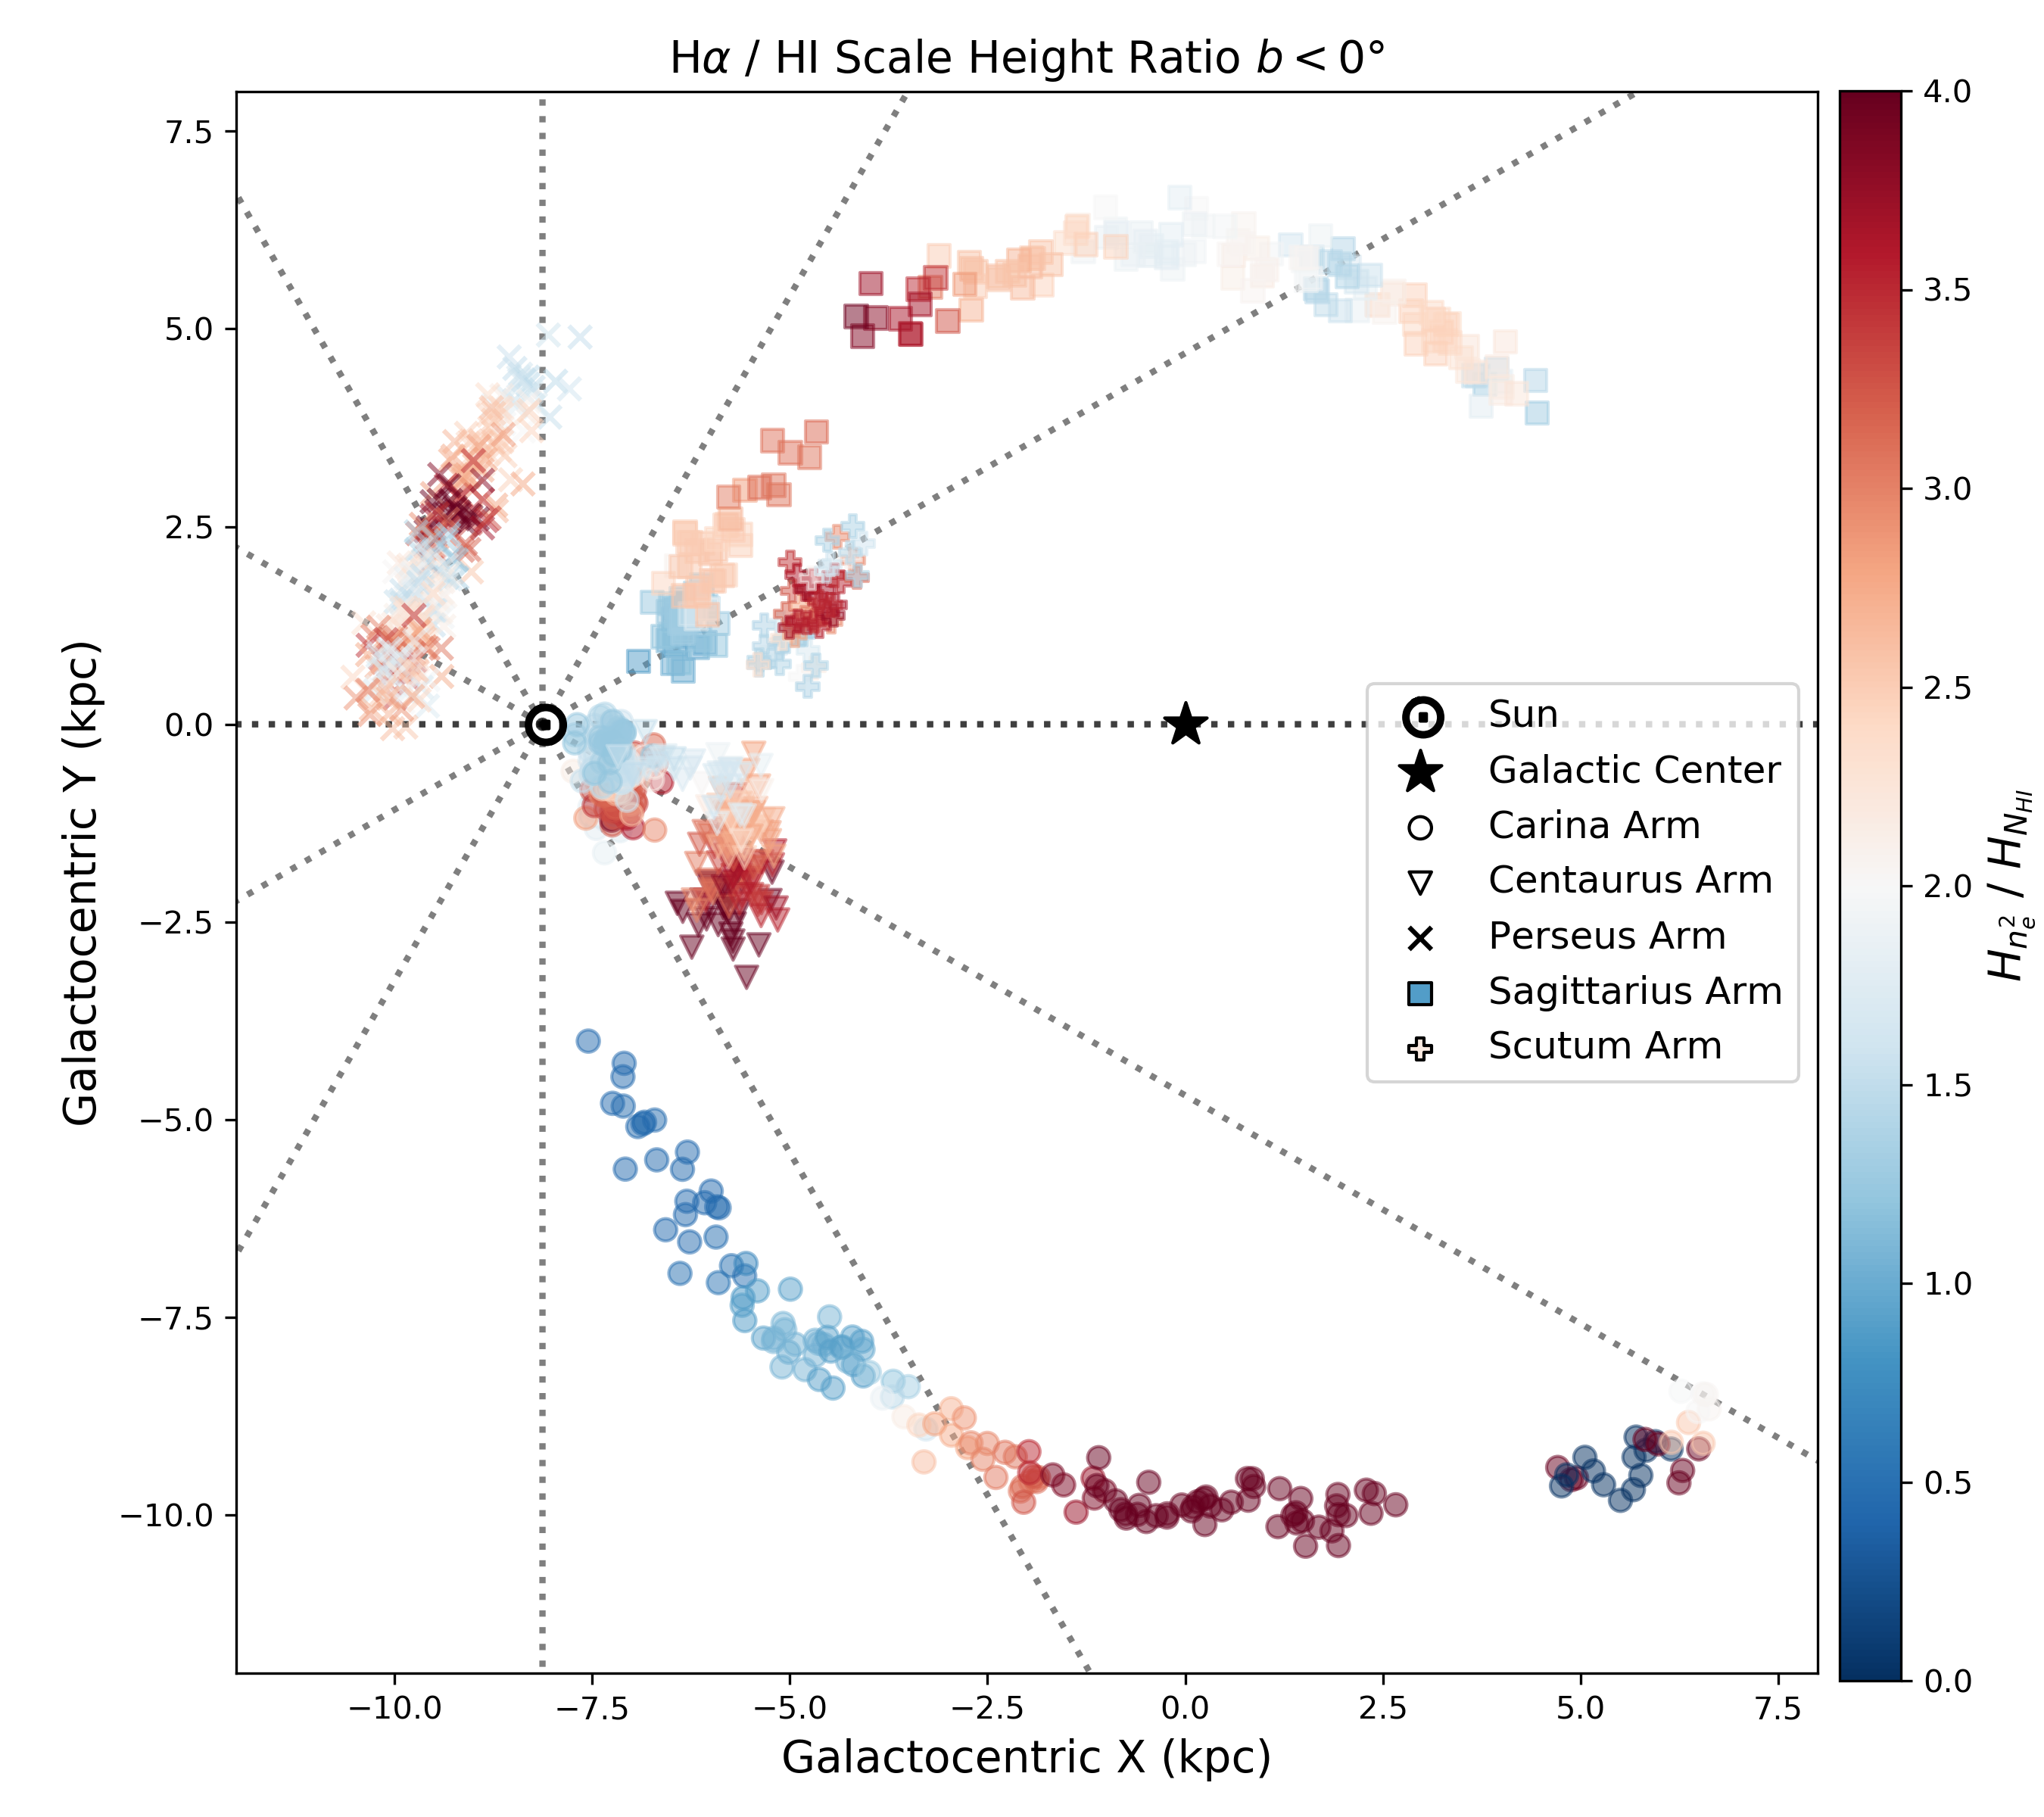 Hα / HI Scale Height Ratio b < 0°
7.5
5.0
2.5
0.0
−2.5
−5.0
−7.5
−10.0
Galactocentric Y (kpc)
−10.0
−7.5
−5.0
−2.5
0.0
2.5
5.0
7.5
Galactocentric X (kpc)
Sun
Galactic Center
Carina Arm
Centaurus Arm
Perseus Arm
Sagittarius Arm
Scutum Arm
4.0
3.5
3.0
2.5
2.0
1.5
1.0
0.5
0.0
H_{n_e^2} / H_{N_{HI}}